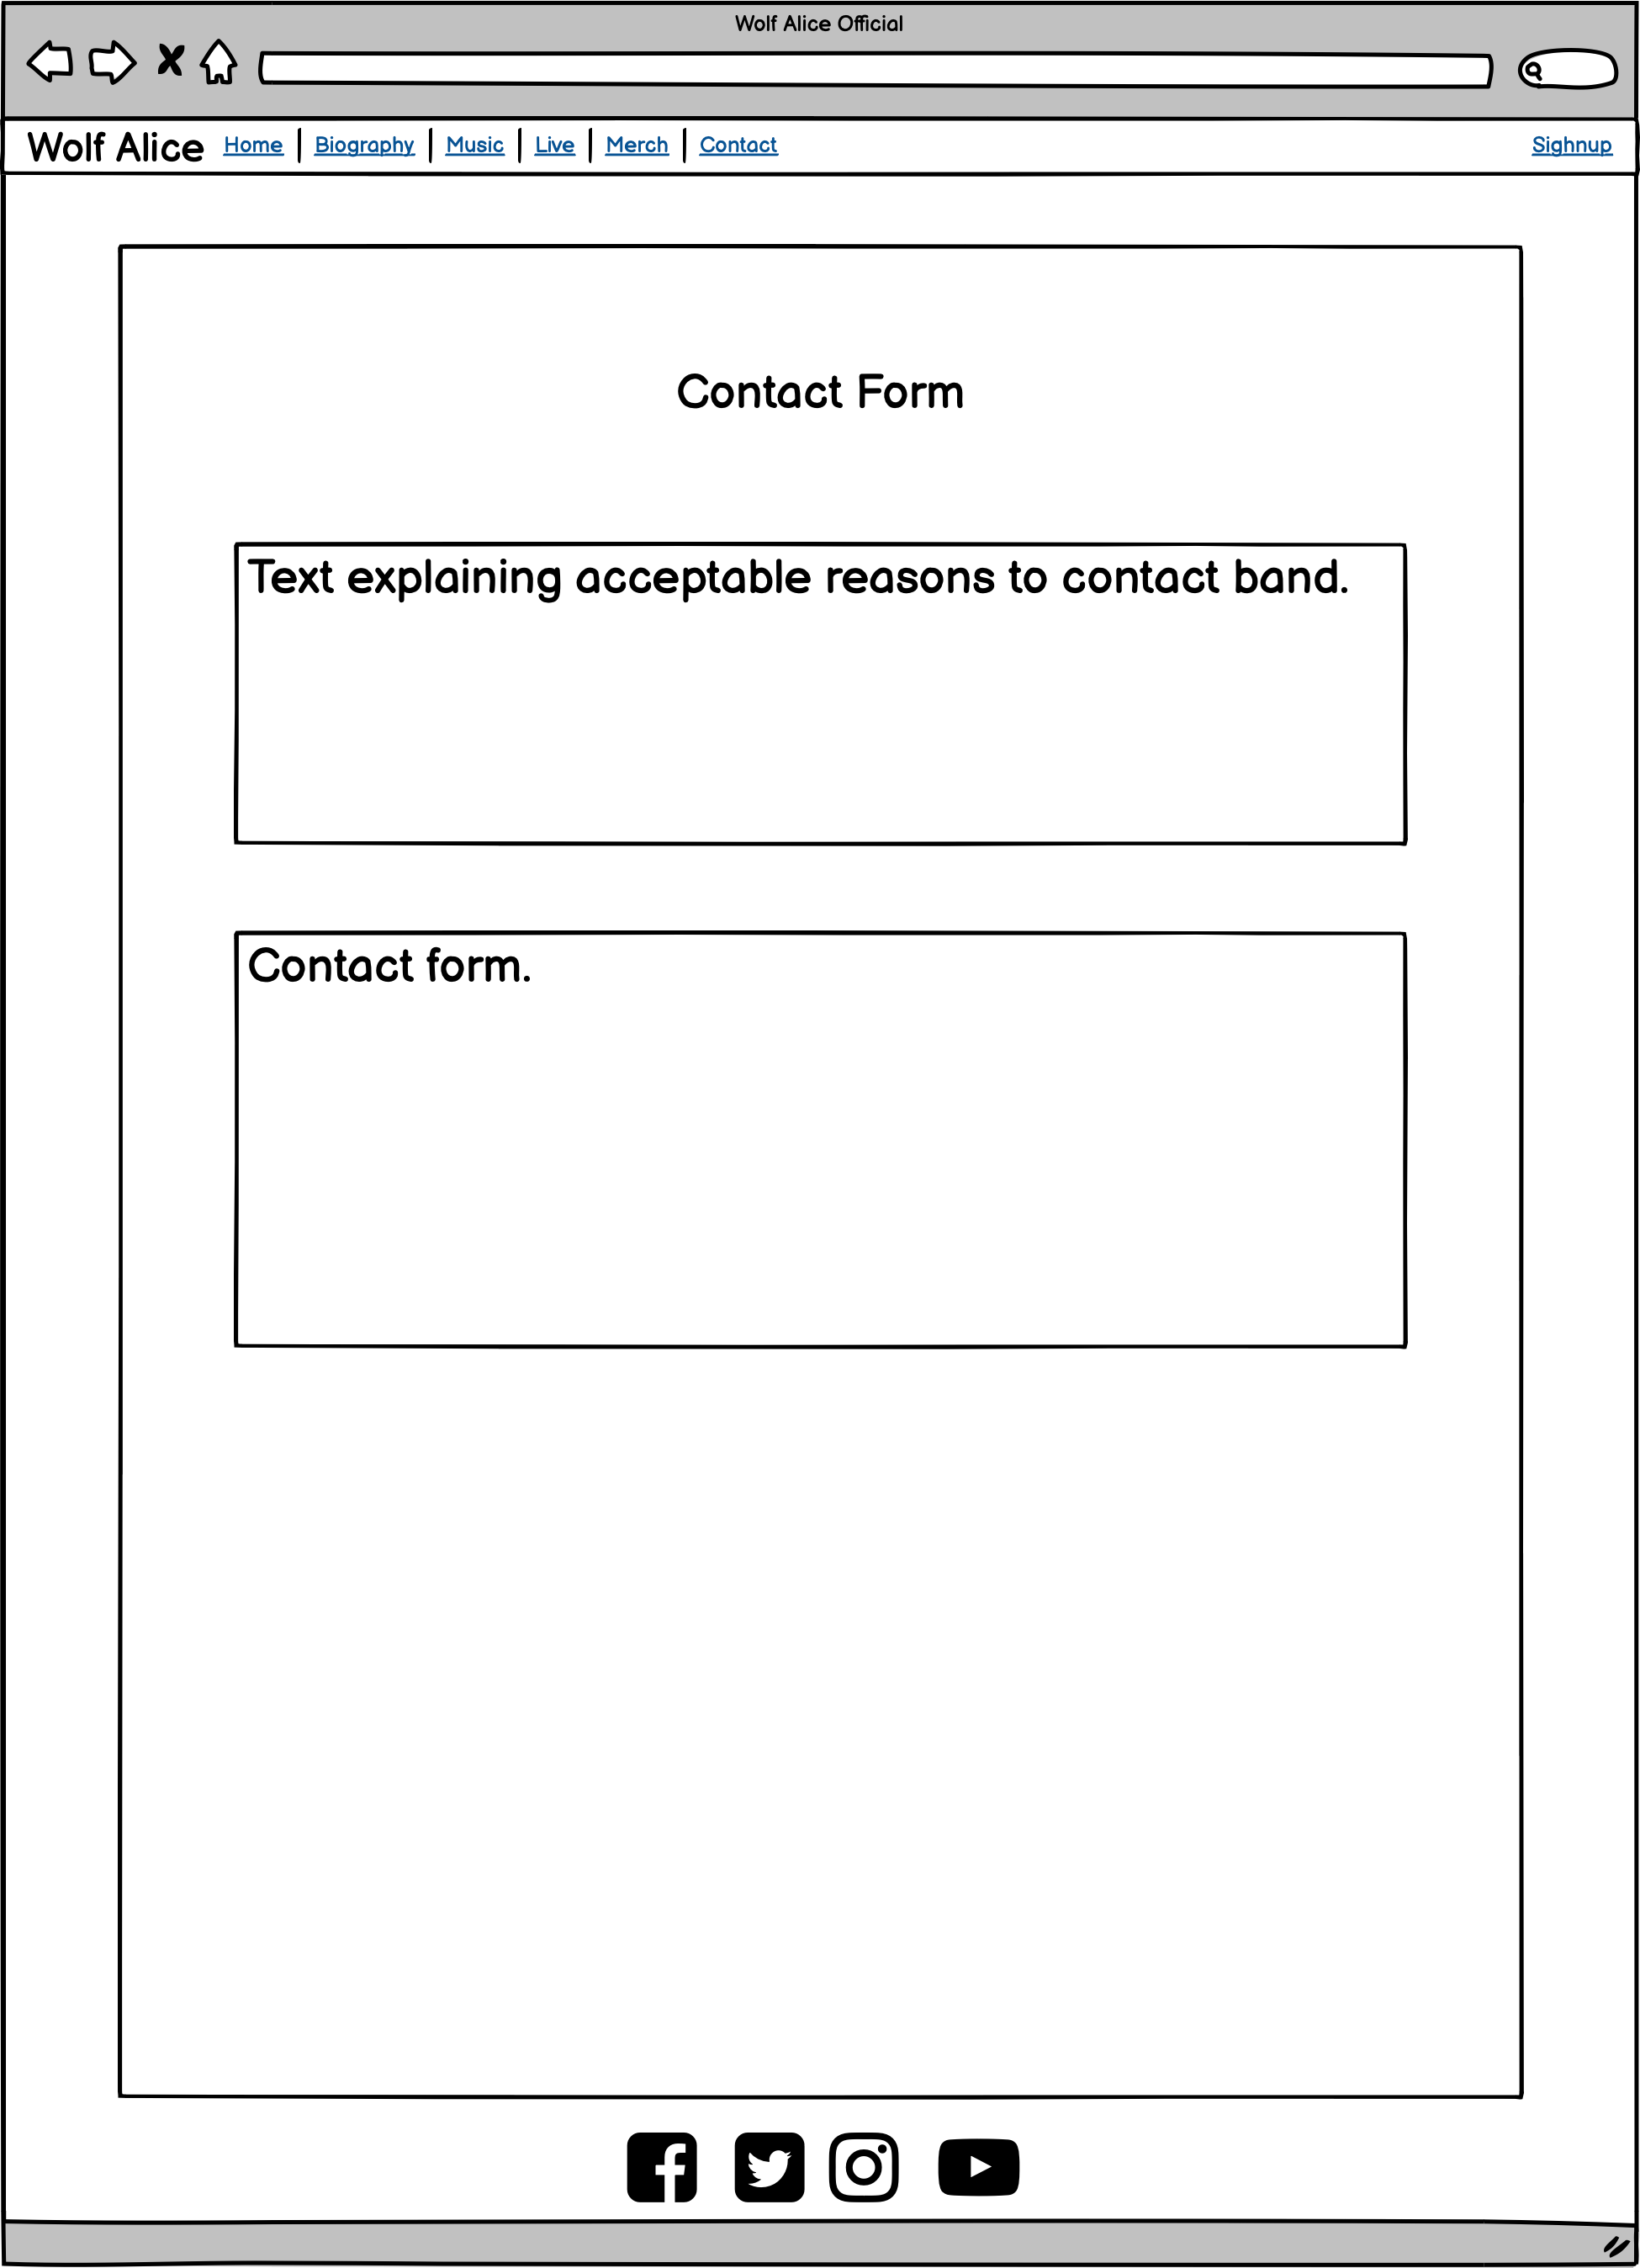 Wolf Alice Official
Wolf Alice Home Biography Music Live Merch Contact Sighnup
Contact Form
Text explaining acceptable reasons to contact band.
Contact form.